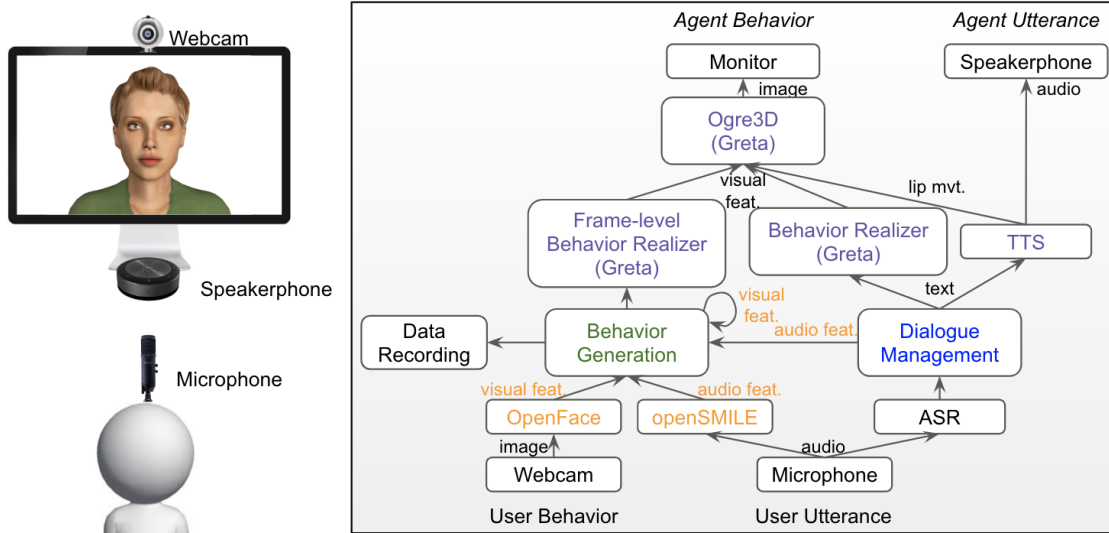 Webcam
Speakerphone
Microphone
Agent Behavior
Agent Utterance
Monitor
Speakerphone
image
audio
Ogre3D
(Greta)
visual
feat.
lip mvt.
Frame-level
Behavior Realizer
(Greta)
Behavior Realizer
(Greta)
TTS
text
visual
feat.
Data
Recording
Behavior
Generation
audio feat.
Dialogue
Management
visual feat.
audio feat.
OpenFace
openSMILE
ASR
image
audio
Webcam
Microphone
User Behavior
User Utterance